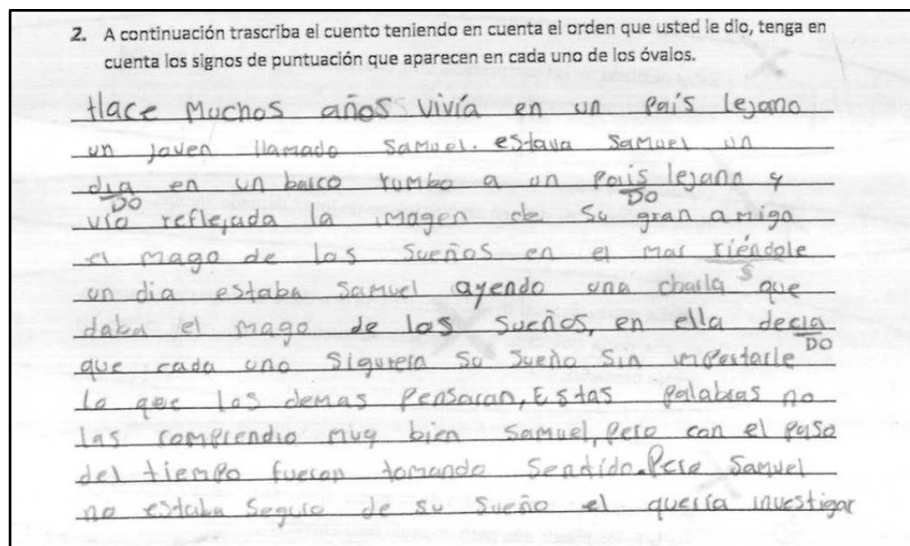 2. A continuación trascriba el cuento teniendo en cuenta el orden que usted le dio, tenga en
cuenta los signos de puntuación que aparecen en cada uno de los óvalos.
Hace Muchos años vivía en un país lejano
un joven llamado Samuel. estava Samuel un
dia en un barco rumbo a un país lejano y
DO DO
vio reflejada la imagen de su gran amigo
el mago de los sueños en el mar riéndole
S
un dia estaba Samuel oyendo una charla que
daba el mago de los sueños, en ella decia
DO
que cada uno siguiera su sueño sin importarle
lo que los demas Pensaran, Estas palabras no
las comprendio muy bien Samuel, pero con el paso
del tiempo fueron tomando sentido. Pero Samuel
no estaba seguro de su sueño el quería investigar